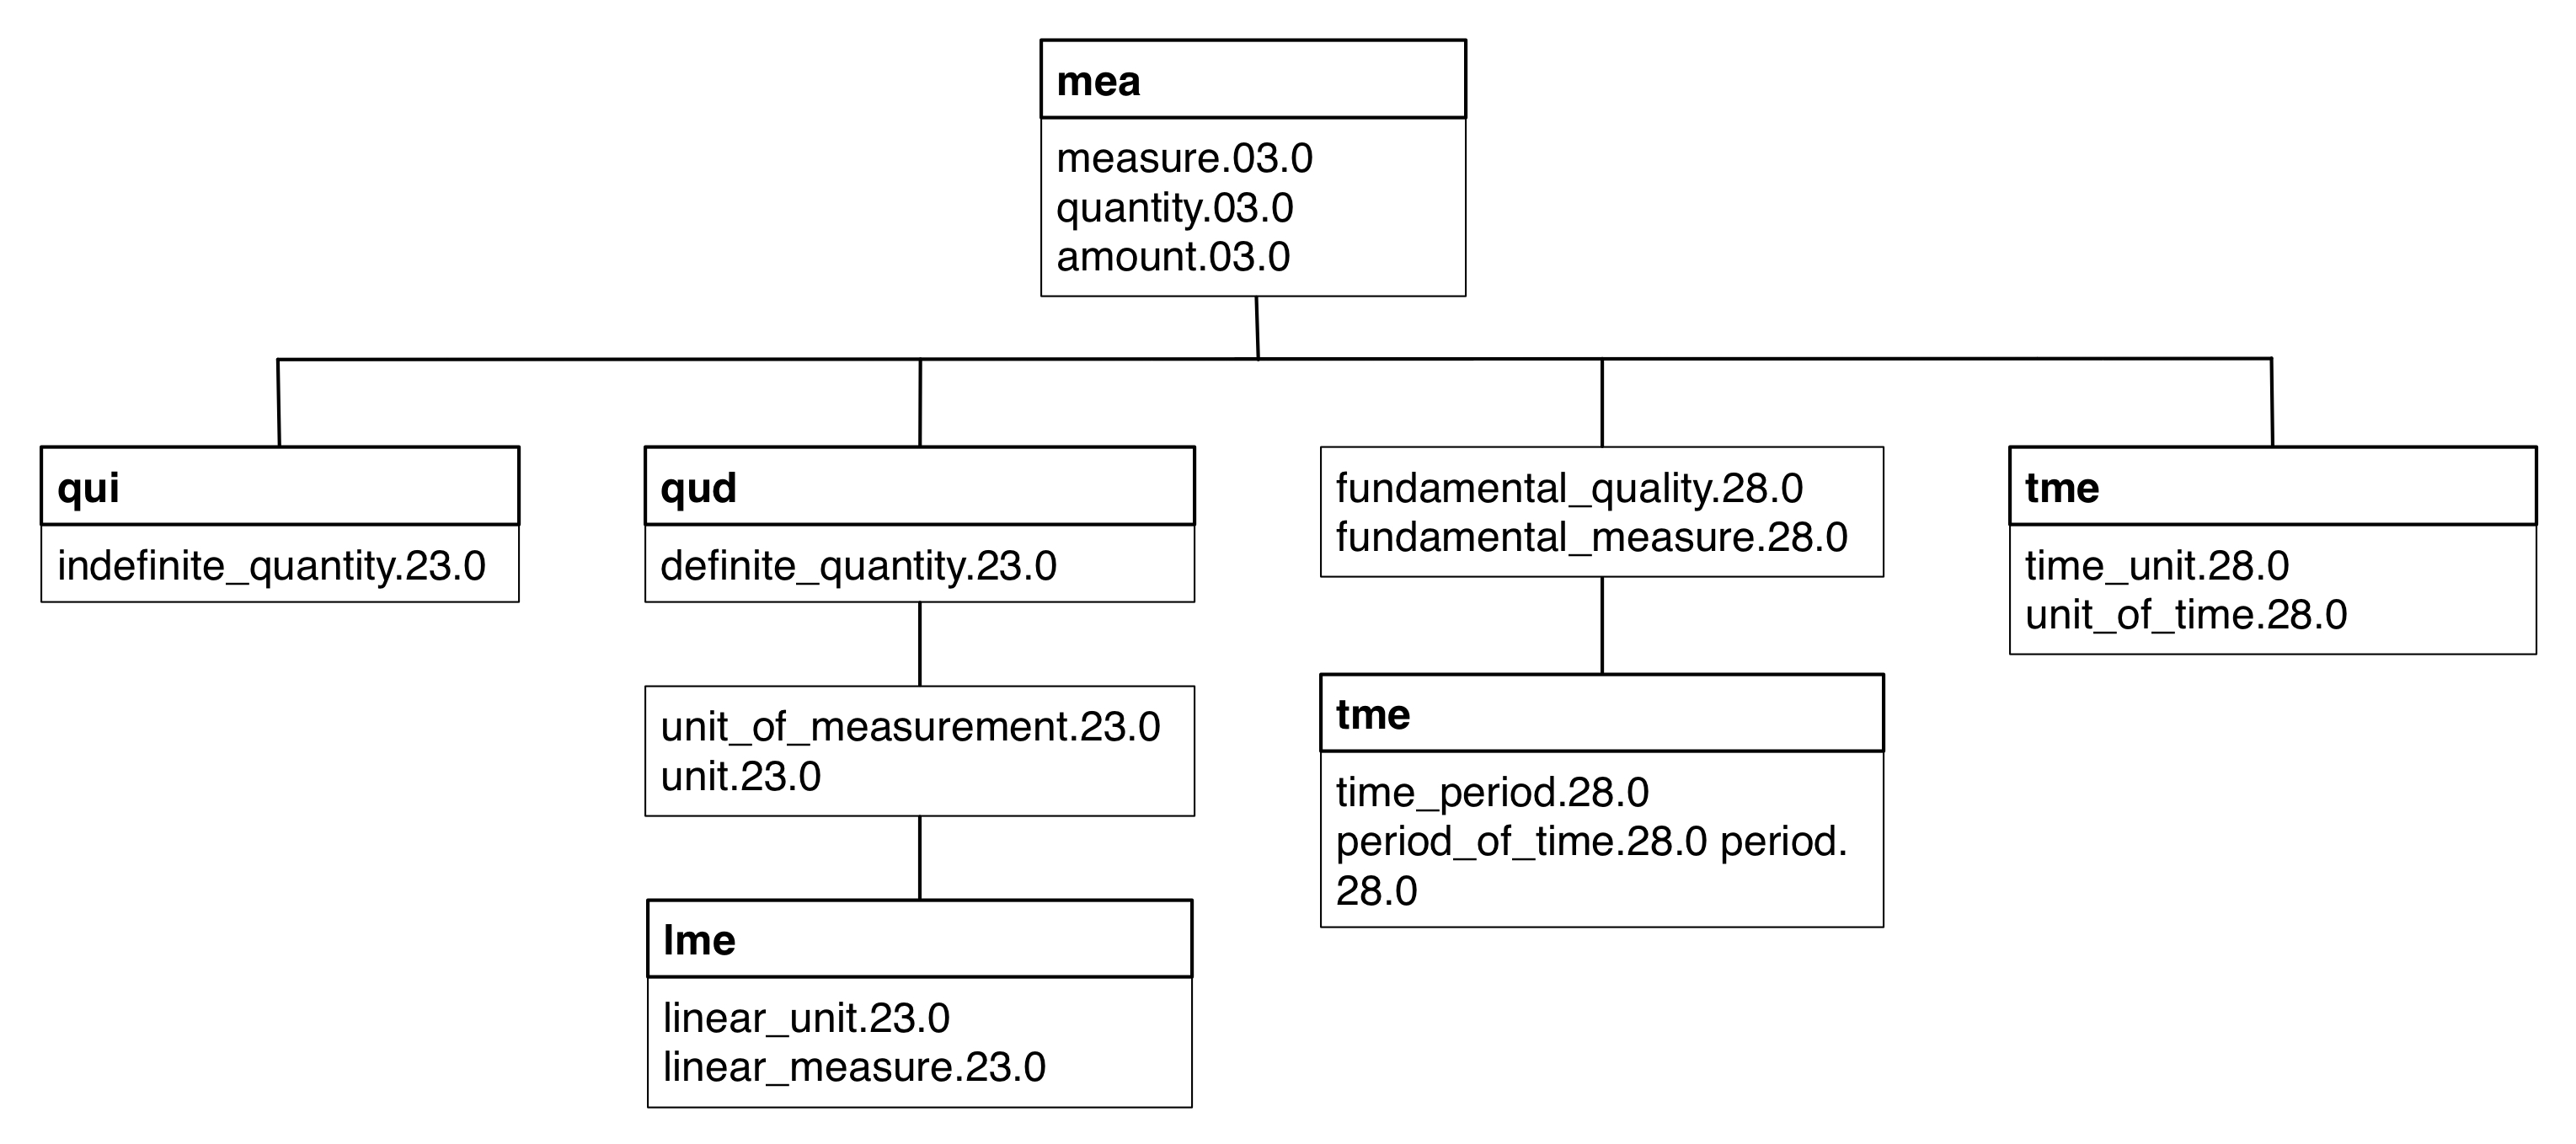 mea
measure.03.0
quantity.03.0
amount.03.0
qui
indefinite_quantity.23.0
qud
definite_quantity.23.0
unit_of_measurement.23.0
unit.23.0
lme
linear_unit.23.0
linear_measure.23.0
fundamental_quality.28.0
fundamental_measure.28.0
tme
time_period.28.0
period_of_time.28.0 period.
28.0
tme
time_unit.28.0
unit_of_time.28.0